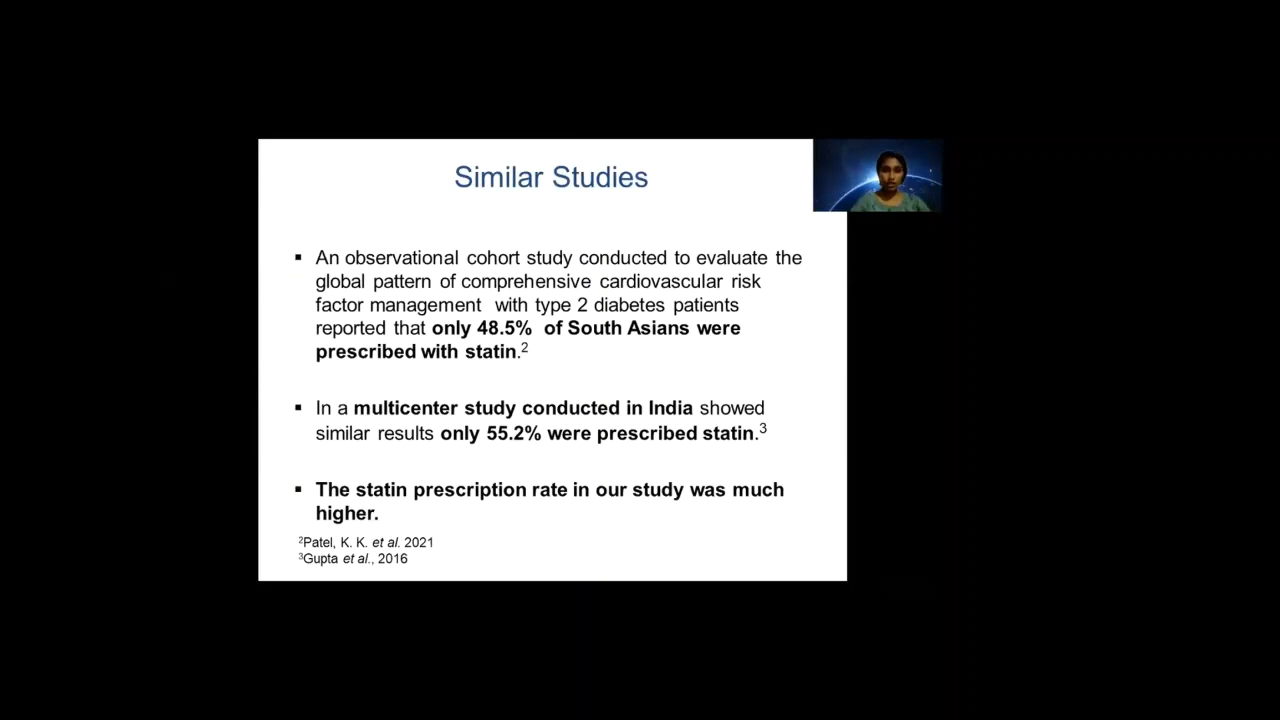 Similar Studies
▪ An observational cohort study conducted to evaluate the
global pattern of comprehensive cardiovascular risk
factor management with type 2 diabetes patients
reported that only 48.5% of South Asians were
prescribed with statin.²
▪ In a multicenter study conducted in India showed
similar results only 55.2% were prescribed statin.³
▪ The statin prescription rate in our study was much
higher.
²Patel, K. K. et al. 2021
³Gupta et al., 2016